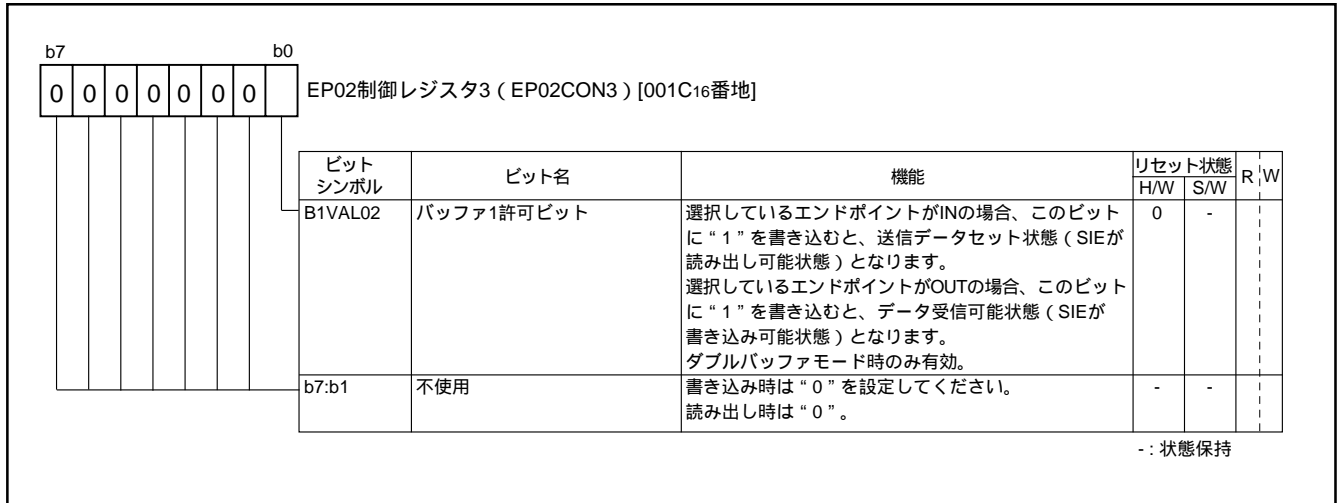 b7 b0
0 0 0 0 0 0 0 EP02制御レジスタ3（EP02CON3）[001C16番地]
ビット
シンボル
ビット名
機能
リセット状態
H/W S/W
R W
B1VAL02 バッファ1許可ビット 選択しているエンドポイントがINの場合、このビット 0 -
に“1”を書き込むと、送信データセット状態（SIEが
読み出し可能状態）となります。
選択しているエンドポイントがOUTの場合、このビット
に“1”を書き込むと、データ受信可能状態（SIEが
書き込み可能状態）となります。
ダブルバッファモード時のみ有効。
b7:b1 不使用 書き込み時は“0”を設定してください。 - -
読み出し時は“0”。
- : 状態保持